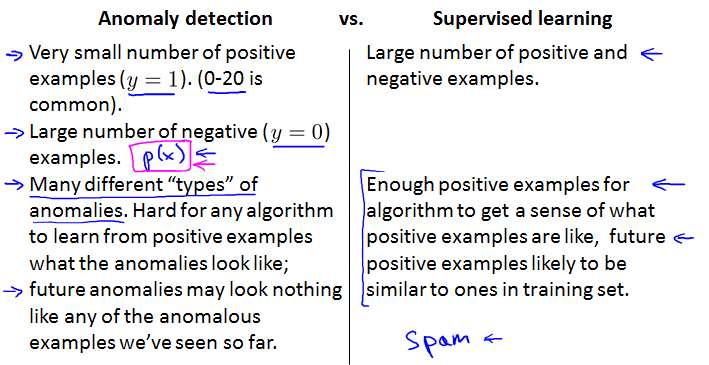 Anomaly detection vs. Supervised learning
Very small number of positive
examples (y = 1). (0-20 is
common).
Large number of negative (y = 0)
examples. p(x)
Many different “types” of
anomalies. Hard for any algorithm
to learn from positive examples
what the anomalies look like;
future anomalies may look nothing
like any of the anomalous
examples we’ve seen so far.
Large number of positive and
negative examples.
Enough positive examples for
algorithm to get a sense of what
positive examples are like, future
positive examples likely to be
similar to ones in training set.
Spam